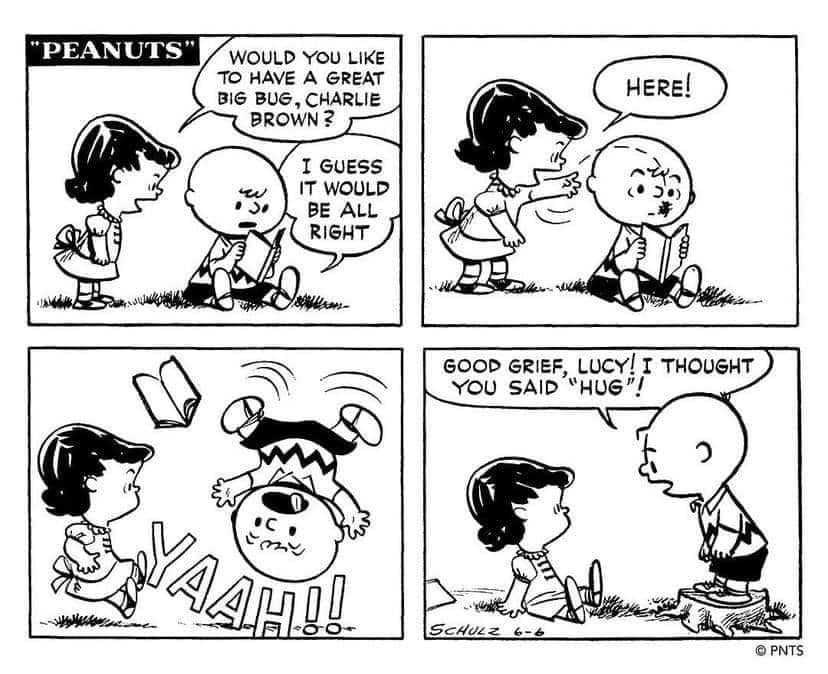 "PEANUTS"
WOULD YOU LIKE
TO HAVE A GREAT
BIG BUG, CHARLIE
BROWN?
I GUESS
IT WOULD
BE ALL
RIGHT
HERE!
YAAH!!
GOOD GRIEF, LUCY! I THOUGHT
YOU SAID "HUG"!
SCHULZ 6-6
© PNTS